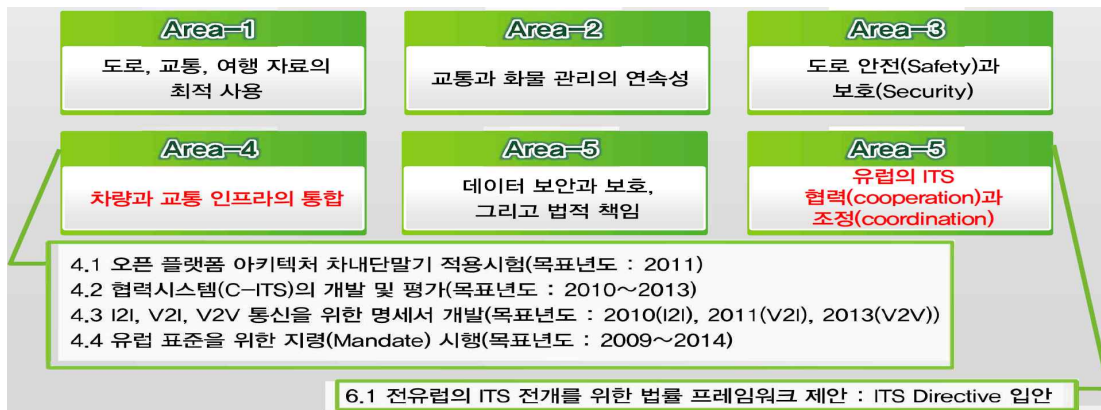 Area-1
도로, 교통, 여행 자료의
최적 사용
Area-2
교통과 화물 관리의 연속성
Area-3
도로 안전(Safety)과
보호(Security)
Area-4
차량과 교통 인프라의 통합
Area-5
데이터 보안과 보호,
그리고 법적 책임
Area-5
유럽의 ITS
협력(cooperation)과
조정(coordination)
4.1 오픈 플랫폼 아키텍처 차내단말기 적용시험(목표년도 : 2011)
4.2 협력시스템(C-ITS)의 개발 및 평가(목표년도 : 2010~2013)
4.3 I2I, V2I, V2V 통신을 위한 명세서 개발(목표년도 : 2010(I2I), 2011(V2I), 2013(V2V))
4.4 유럽 표준을 위한 지령(Mandate) 시행(목표년도 : 2009~2014)
6.1 전유럽의 ITS 전개를 위한 법률 프레임워크 제안 : ITS Directive 입안